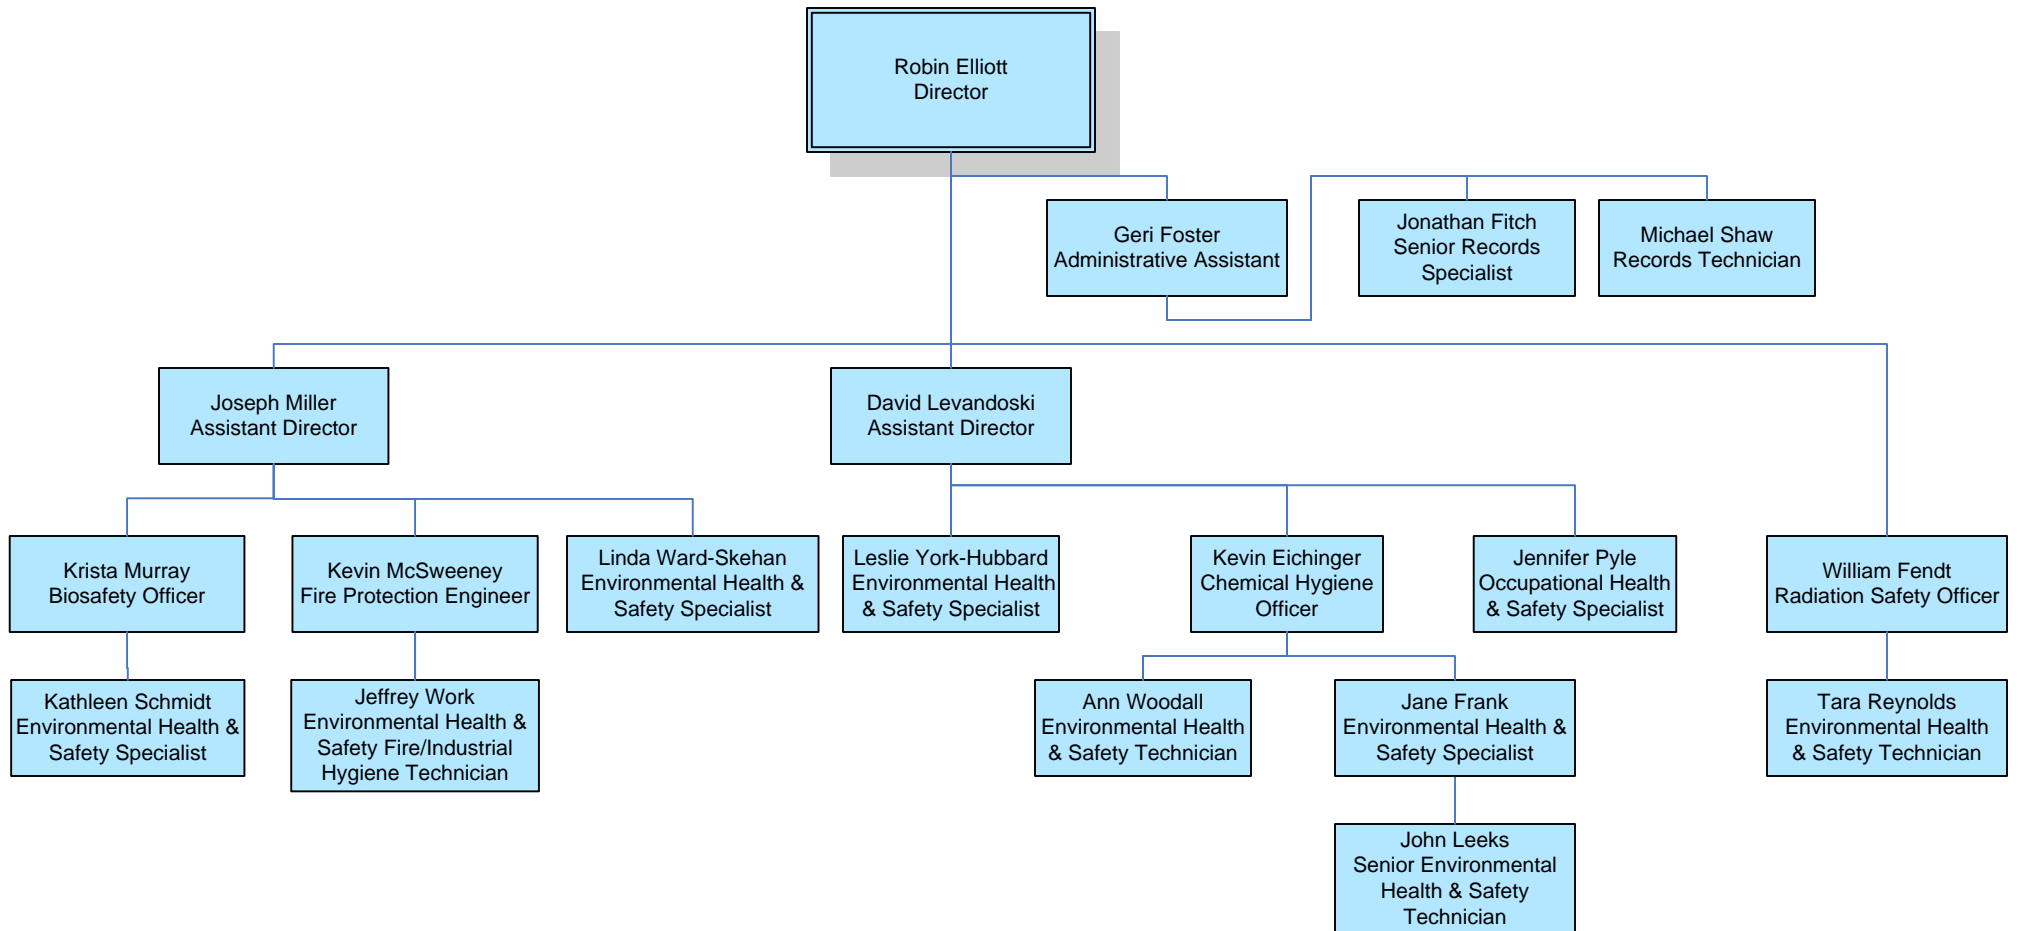 Robin Elliott
Director
Geri Foster
Administrative Assistant
Jonathan Fitch
Senior Records
Specialist
Michael Shaw
Records Technician
Joseph Miller
Assistant Director
David Levandoski
Assistant Director
Krista Murray
Biosafety Officer
Kevin McSweeney
Fire Protection Engineer
Linda Ward-Skehan
Environmental Health &
Safety Specialist
Leslie York-Hubbard
Environmental Health
& Safety Specialist
Kevin Eichinger
Chemical Hygiene
Officer
Jennifer Pyle
Occupational Health
& Safety Specialist
William Fendt
Radiation Safety Officer
Kathleen Schmidt
Environmental Health &
Safety Specialist
Jeffrey Work
Environmental Health &
Safety Fire/Industrial
Hygiene Technician
Ann Woodall
Environmental Health
& Safety Technician
Jane Frank
Environmental Health &
Safety Specialist
Tara Reynolds
Environmental Health
& Safety Technician
John Leeks
Senior Environmental
Health & Safety
Technician